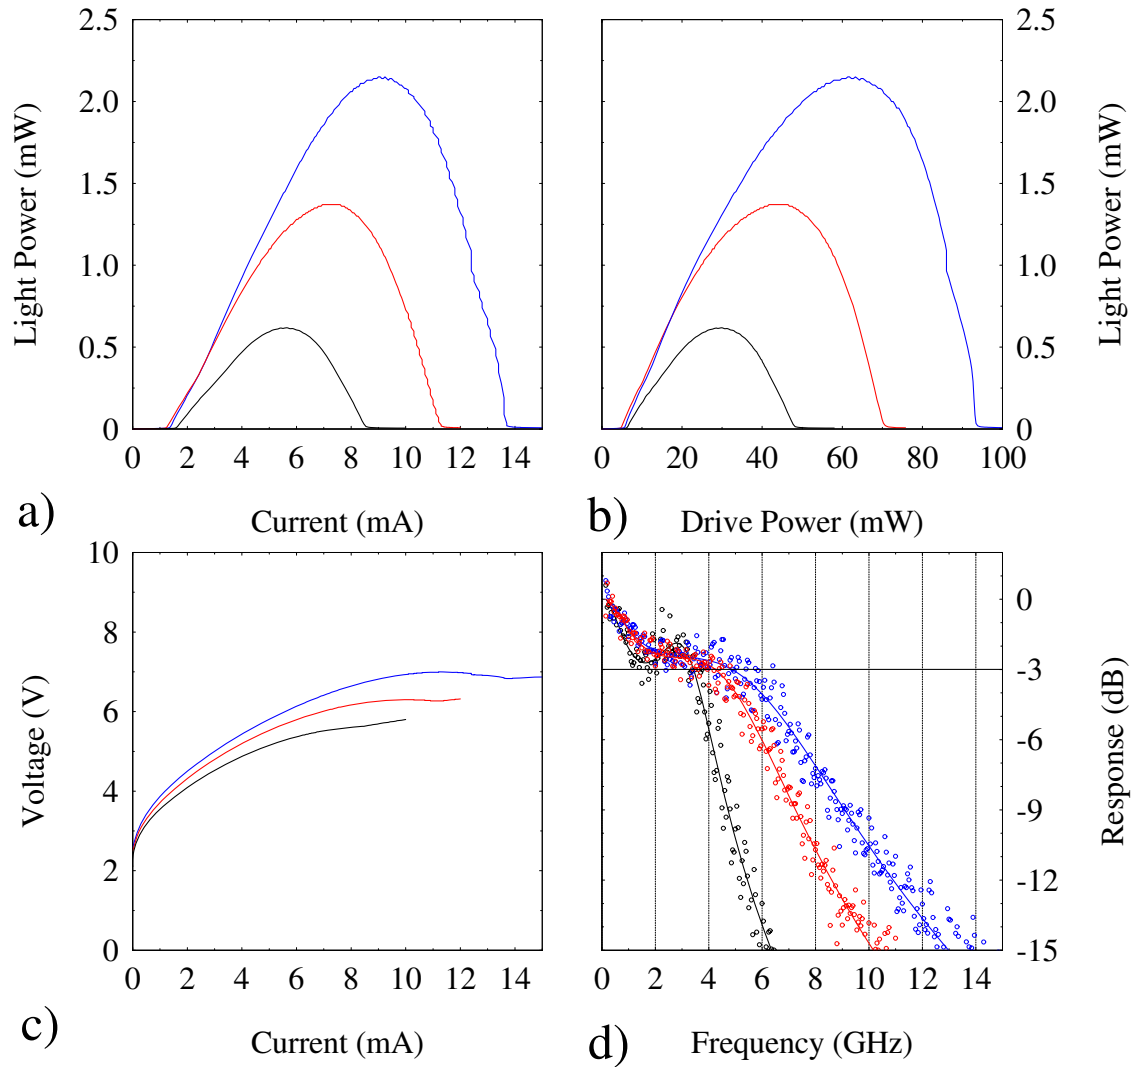 2.5
2.0
1.5
1.0
0.5
0
Light Power (mW)
0 2 4 6 8 10 12 14
a)
Current (mA)
2.5
2.0
1.5
1.0
0.5
0
Light Power (mW)
0 20 40 60 80 100
b)
Drive Power (mW)
10
8
6
4
2
0
Voltage (V)
0 2 4 6 8 10 12 14
c)
Current (mA)
0
-3
-6
-9
-12
-15
Response (dB)
0 2 4 6 8 10 12 14
d)
Frequency (GHz)